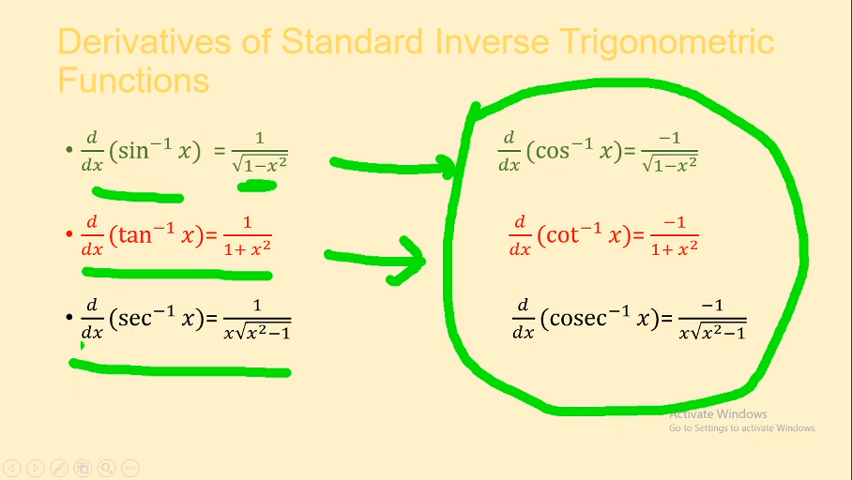 Derivatives of Standard Inverse Trigonometric
Functions
• d/dx (sin⁻¹ x) = 1/√(1−x²)
d/dx (cos⁻¹ x)= −1/√(1−x²)
• d/dx (tan⁻¹ x)= 1/(1+ x²)
d/dx (cot⁻¹ x)= −1/(1+ x²)
• d/dx (sec⁻¹ x)= 1/(x√(x²−1))
d/dx (cosec⁻¹ x)= −1/(x√(x²−1))
Activate Windows
Go to Settings to activate Windows.